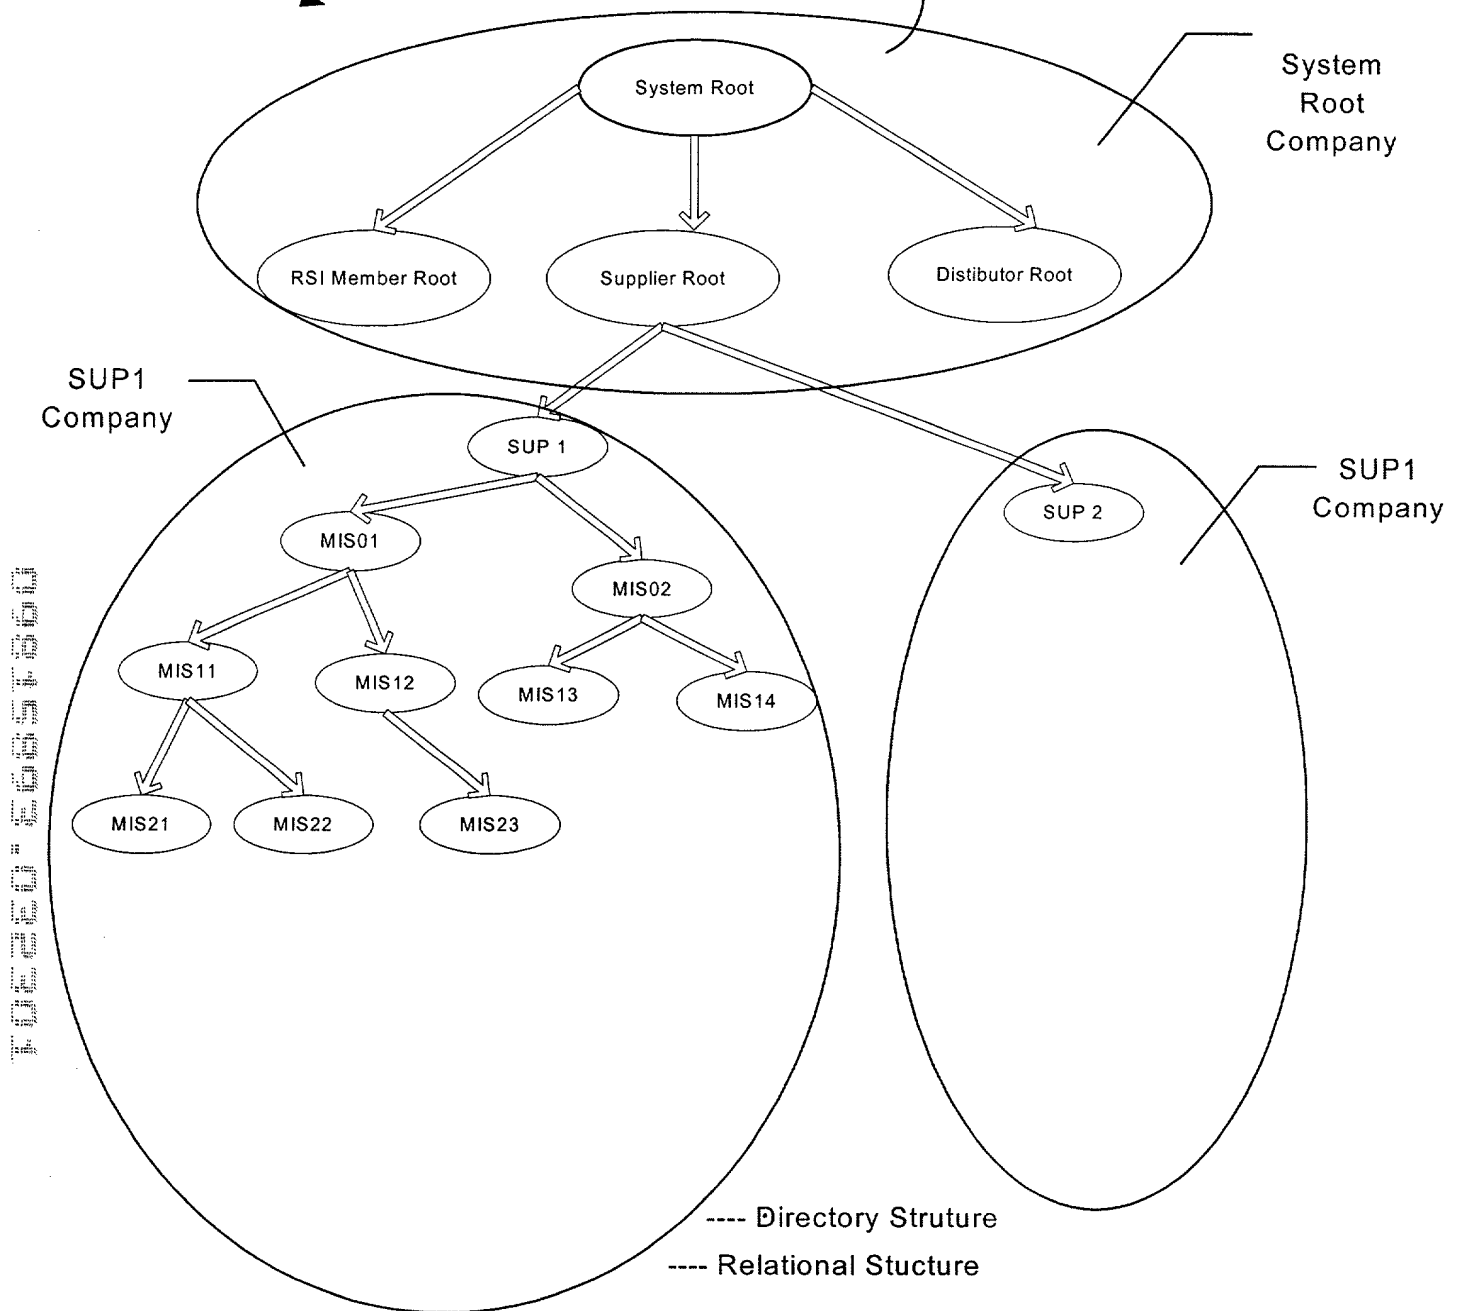 System Root
System
Root
Company
RSI Member Root
Supplier Root
Distibutor Root
SUP1
Company
SUP 1
SUP1
Company
SUP 2
MIS01
MIS02
MIS11
MIS12
MIS13
MIS14
MIS21
MIS22
MIS23
---- Directory Struture
---- Relational Stucture